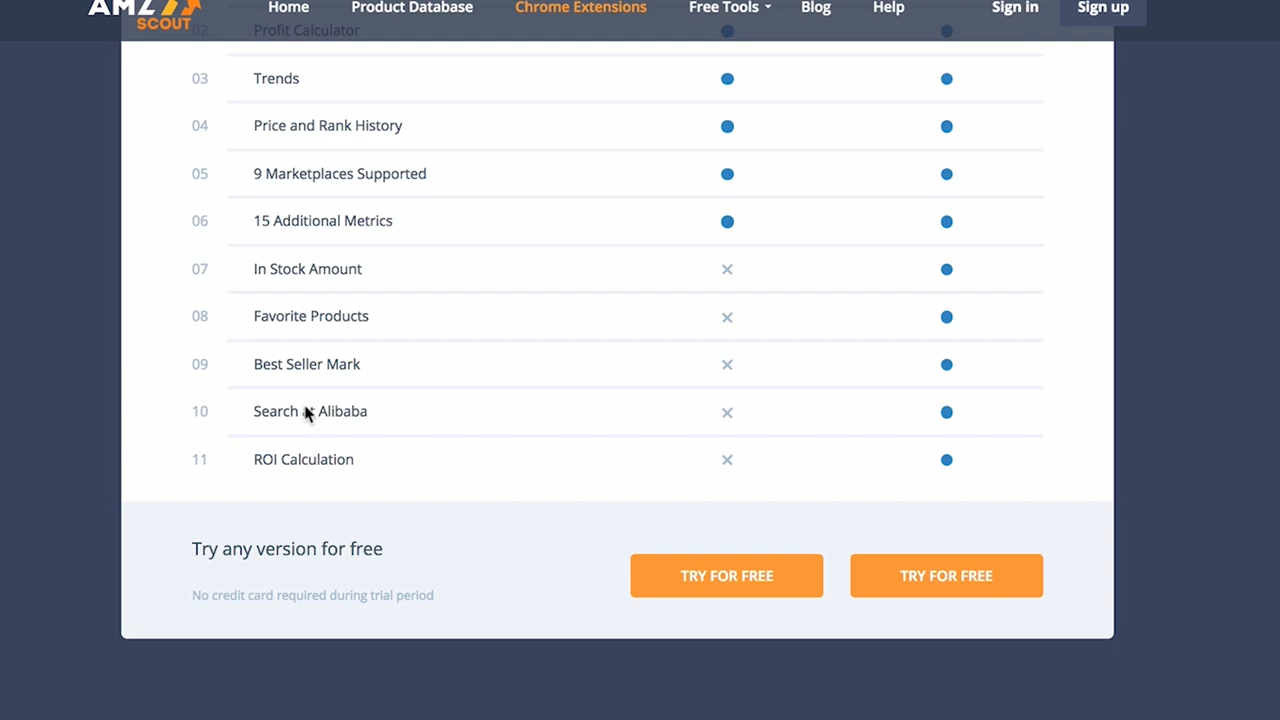 AMZ
SCOUT
Home Product Database Chrome Extensions Free Tools Blog Help Sign in Sign up
02 Profit Calculator
03 Trends
04 Price and Rank History
05 9 Marketplaces Supported
06 15 Additional Metrics
07 In Stock Amount
08 Favorite Products
09 Best Seller Mark
10 Search at Alibaba
11 ROI Calculation
Try any version for free
TRY FOR FREE TRY FOR FREE
No credit card required during trial period